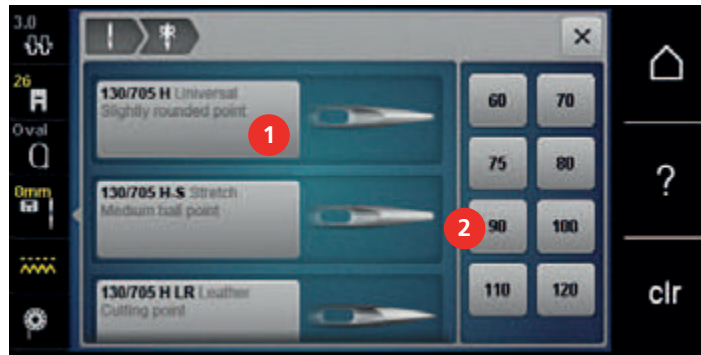 3.0
26
Oval
0mm
130/705 H Universal
Slightly rounded point
1
130/705 H-S Stretch
Medium ball point
130/705 H LR Leather
Cutting point
60 70
75 80
2
90 100
110 120
?
clr